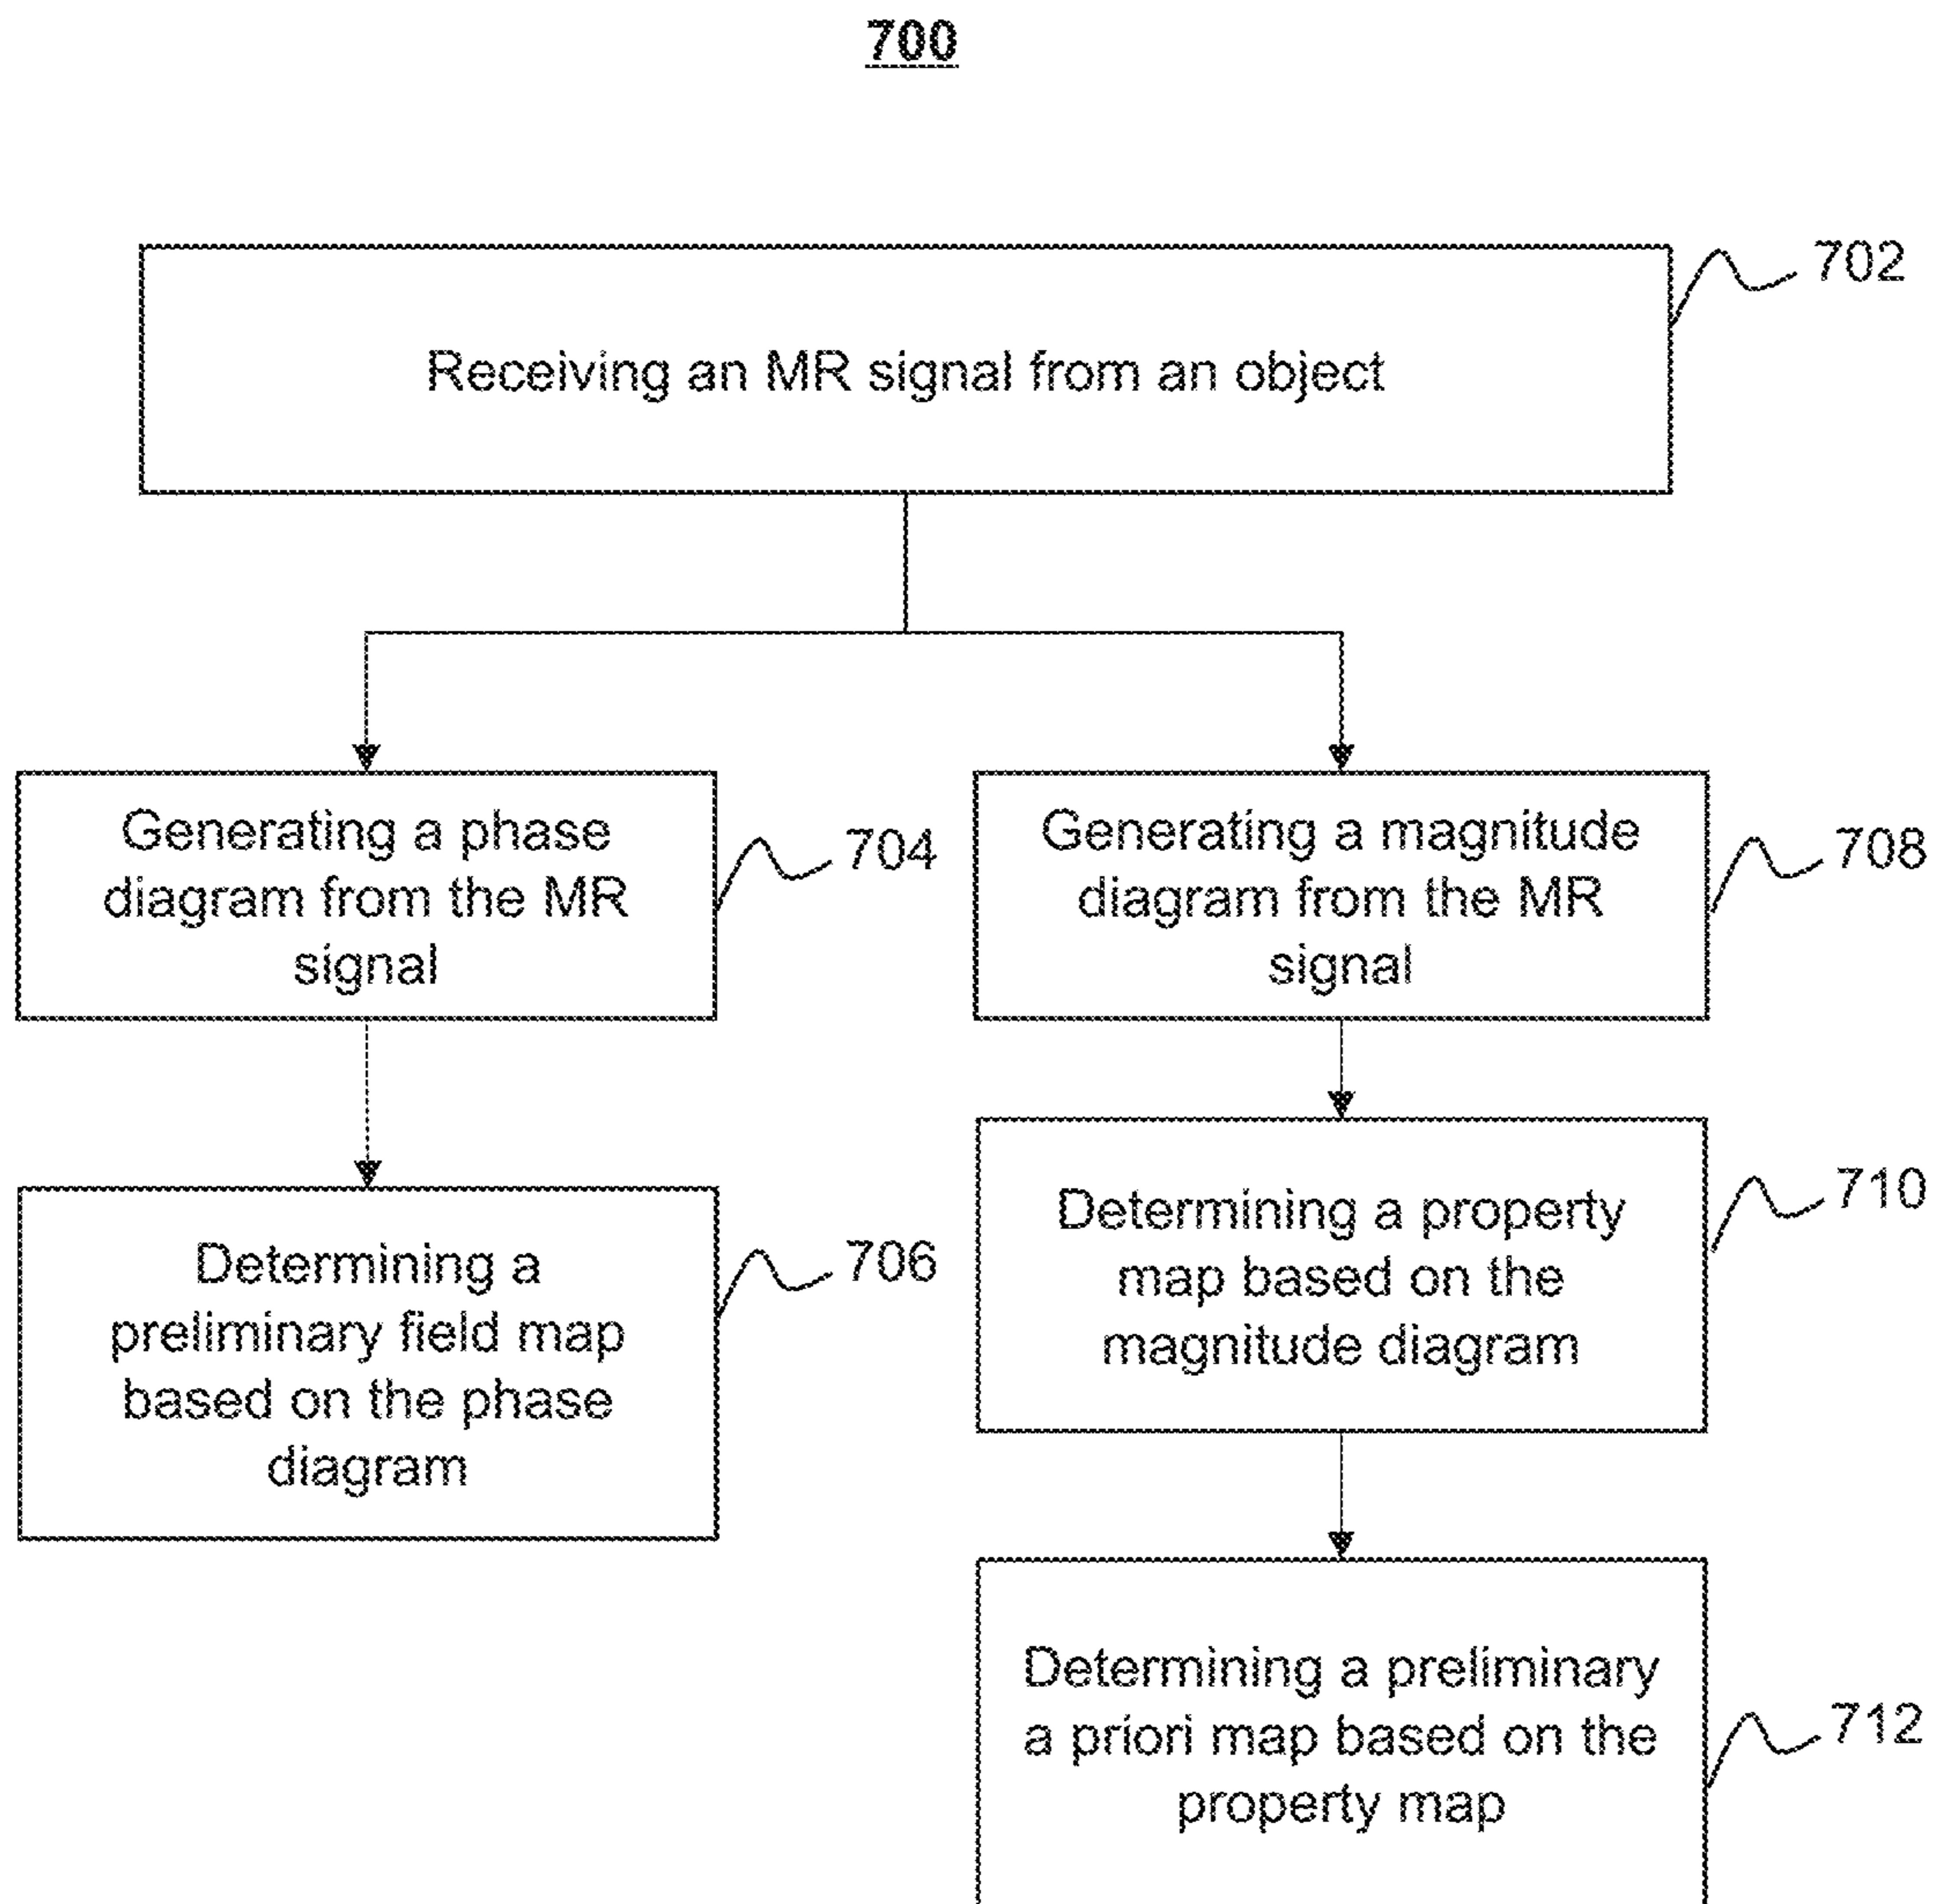 700
Receiving an MR signal from an object
702
Generating a phase
diagram from the MR
signal
704
Generating a magnitude
diagram from the MR
signal
708
Determining a
preliminary field map
based on the phase
diagram
706
Determining a property
map based on the
magnitude diagram
710
Determining a preliminary
a priori map based on the
property map
712